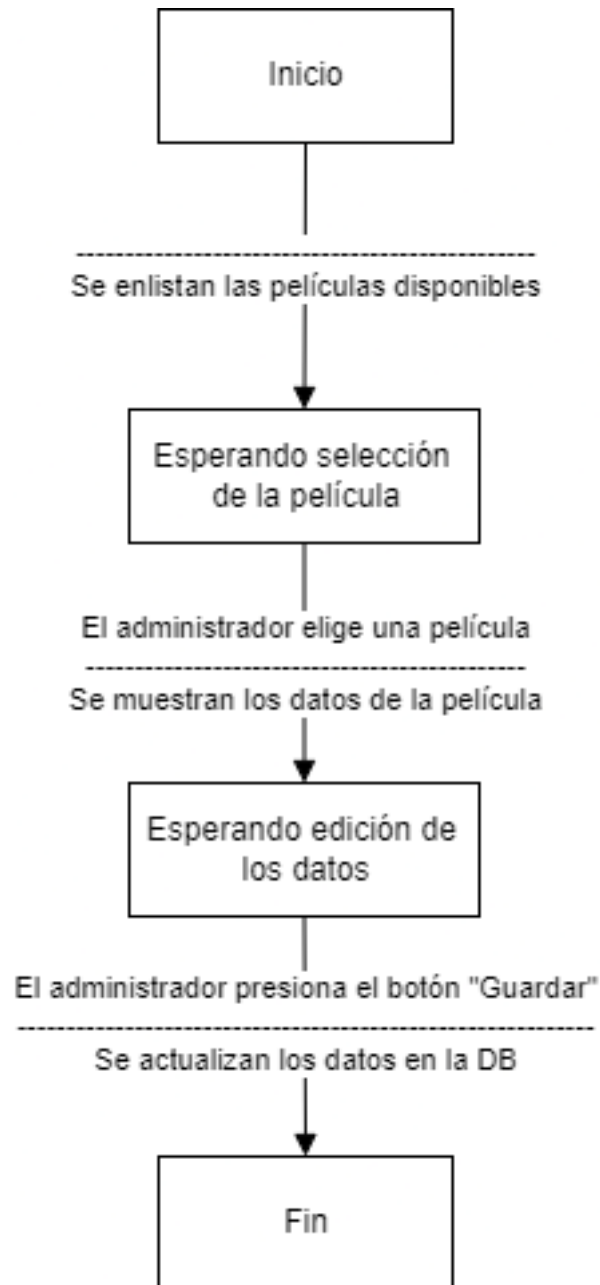 Inicio
Se enlistan las películas disponibles
Esperando selección
de la película
El administrador elige una película
Se muestran los datos de la película
Esperando edición de
los datos
El administrador presiona el botón "Guardar"
Se actualizan los datos en la DB
Fin